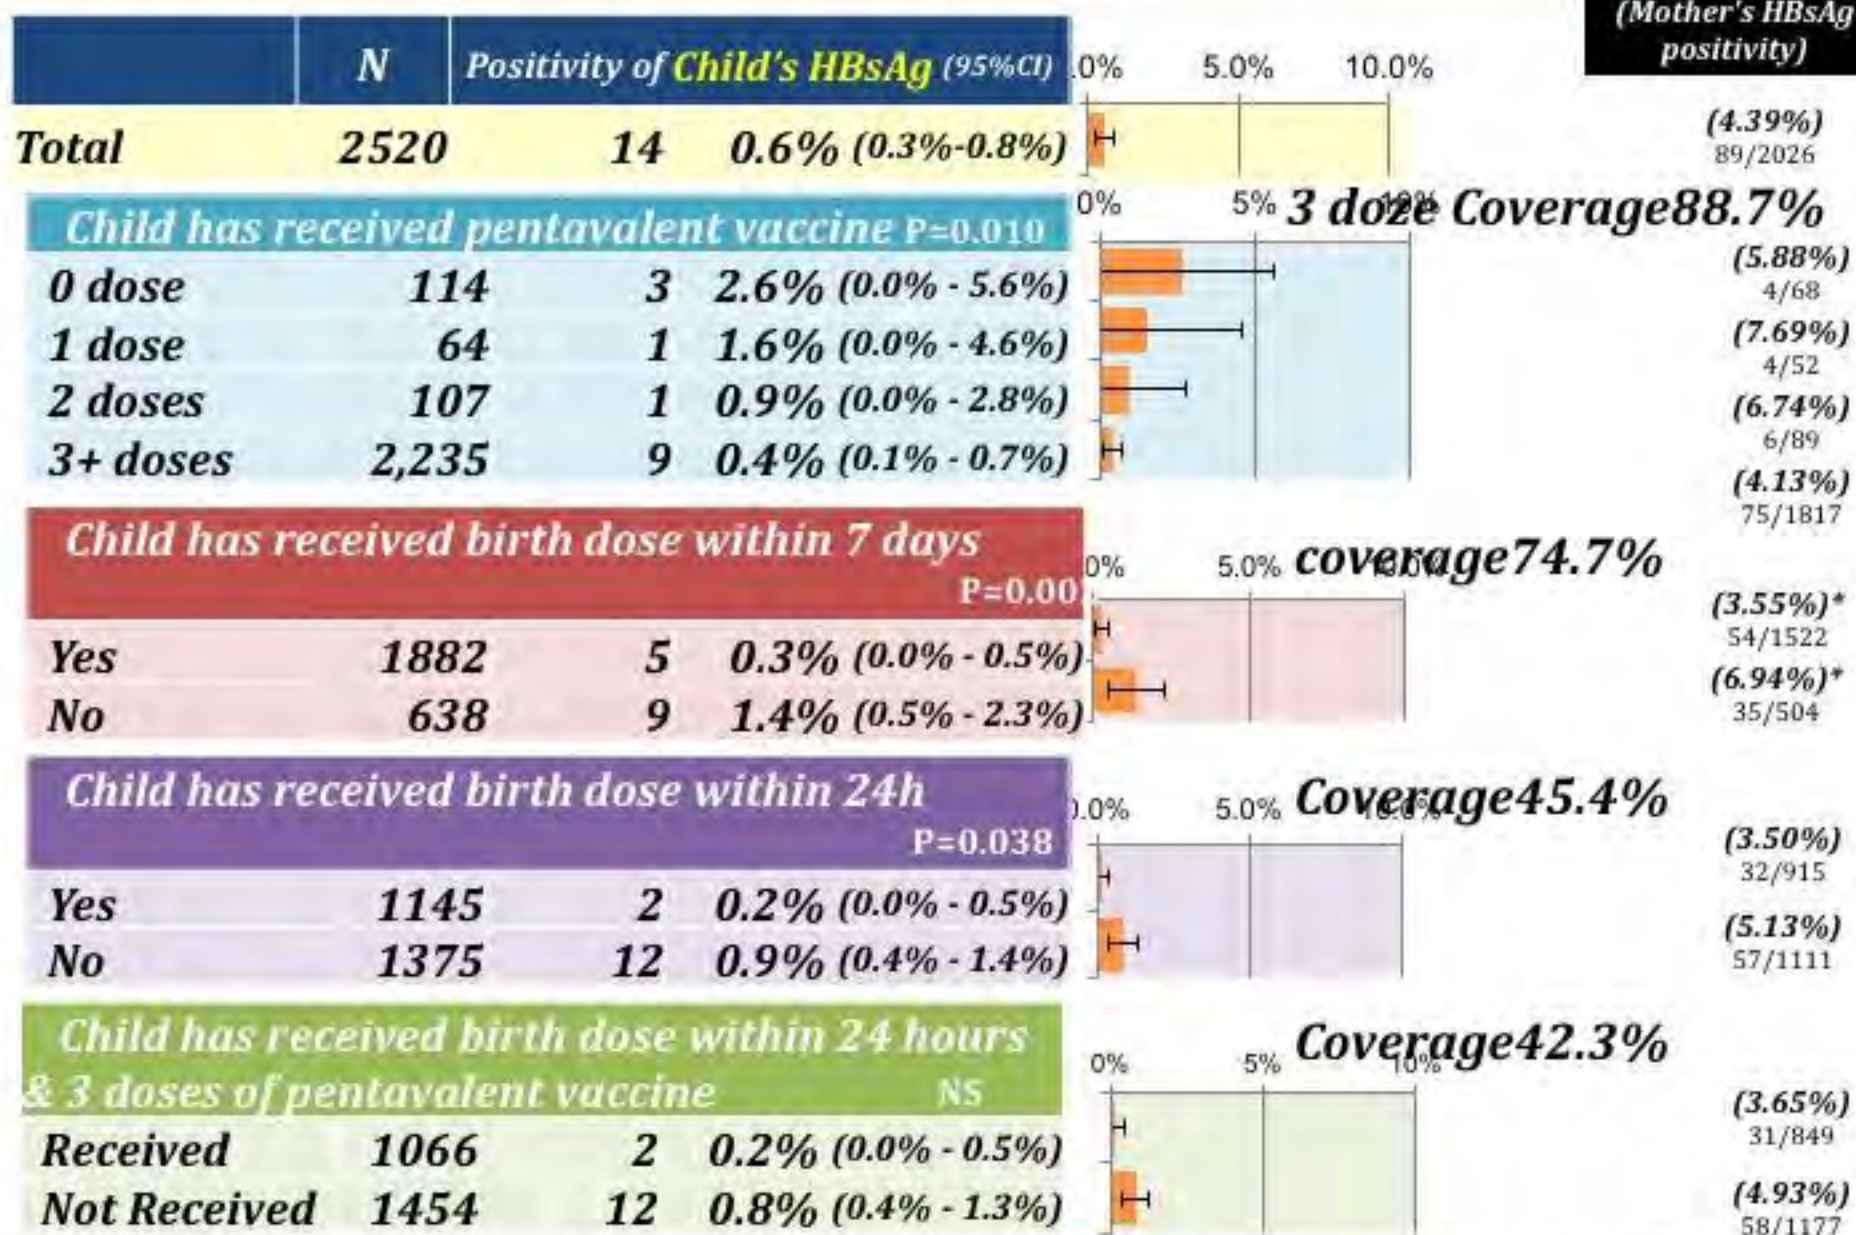 (Mother's HBsAg
positivity)
N Positivity of Child's HBsAg (95%CI) .0% 5.0% 10.0%
Total 2520 14 0.6% (0.3%-0.8%) (4.39%)
89/2026
0% 5% 10% 3 doze Coverage88.7%
Child has received pentavalent vaccine P=0.010
0 dose 114 3 2.6% (0.0% - 5.6%) (5.88%)
4/68
1 dose 64 1 1.6% (0.0% - 4.6%) (7.69%)
4/52
2 doses 107 1 0.9% (0.0% - 2.8%) (6.74%)
6/89
3+ doses 2,235 9 0.4% (0.1% - 0.7%) (4.13%)
75/1817
Child has received birth dose within 7 days
0% 5.0% 10.0% coverage74.7%
P=0.00
Yes 1882 5 0.3% (0.0% - 0.5%) (3.55%)*
54/1522
No 638 9 1.4% (0.5% - 2.3%) (6.94%)*
35/504
Child has received birth dose within 24h
0.0% 5.0% 10.0% Coverage45.4%
P=0.038
Yes 1145 2 0.2% (0.0% - 0.5%) (3.50%)
32/915
No 1375 12 0.9% (0.4% - 1.4%) (5.13%)
57/1111
Child has received birth dose within 24 hours
0% 5% 10% Coverage42.3%
& 3 doses of pentavalent vaccine NS
Received 1066 2 0.2% (0.0% - 0.5%) (3.65%)
31/849
Not Received 1454 12 0.8% (0.4% - 1.3%) (4.93%)
58/1177